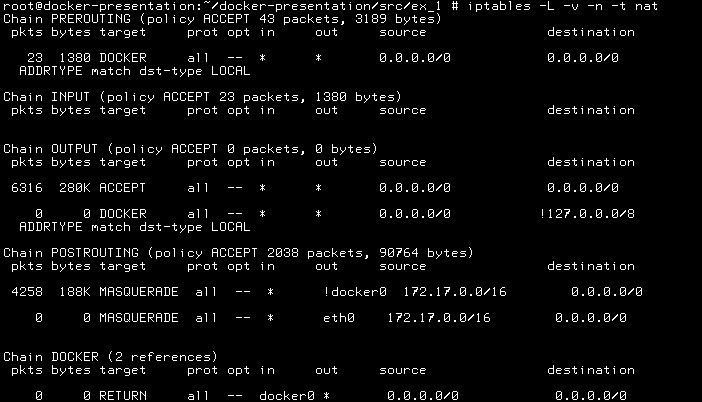 root@docker-presentation:~/docker-presentation/src/ex_1 # iptables -L -v -n -t nat
Chain PREROUTING (policy ACCEPT 43 packets, 3189 bytes)
pkts bytes target prot opt in out source destination
23 1380 DOCKER all -- * * 0.0.0.0/0 0.0.0.0/0
ADDRTYPE match dst-type LOCAL
Chain INPUT (policy ACCEPT 23 packets, 1380 bytes)
pkts bytes target prot opt in out source destination
Chain OUTPUT (policy ACCEPT 0 packets, 0 bytes)
pkts bytes target prot opt in out source destination
6316 280K ACCEPT all -- * * 0.0.0.0/0 0.0.0.0/0
0 0 DOCKER all -- * * 0.0.0.0/0 !127.0.0.0/8
ADDRTYPE match dst-type LOCAL
Chain POSTROUTING (policy ACCEPT 2038 packets, 90764 bytes)
pkts bytes target prot opt in out source destination
4258 188K MASQUERADE all -- * !docker0 172.17.0.0/16 0.0.0.0/0
0 0 MASQUERADE all -- * eth0 172.17.0.0/16 0.0.0.0/0
Chain DOCKER (2 references)
pkts bytes target prot opt in out source destination
0 0 RETURN all -- docker0 * 0.0.0.0/0 0.0.0.0/0